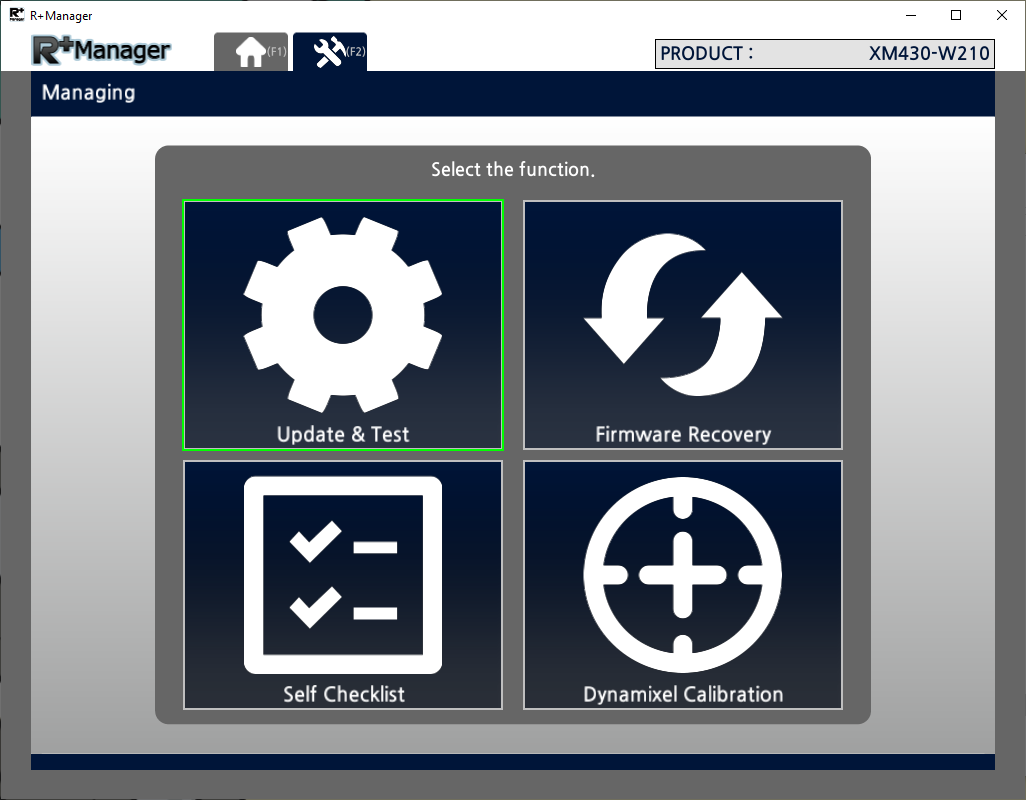 R+Manager
R+Manager
(F1)
(F2)
PRODUCT : XM430-W210
Managing
Select the function.
Update & Test
Firmware Recovery
Self Checklist
Dynamixel Calibration